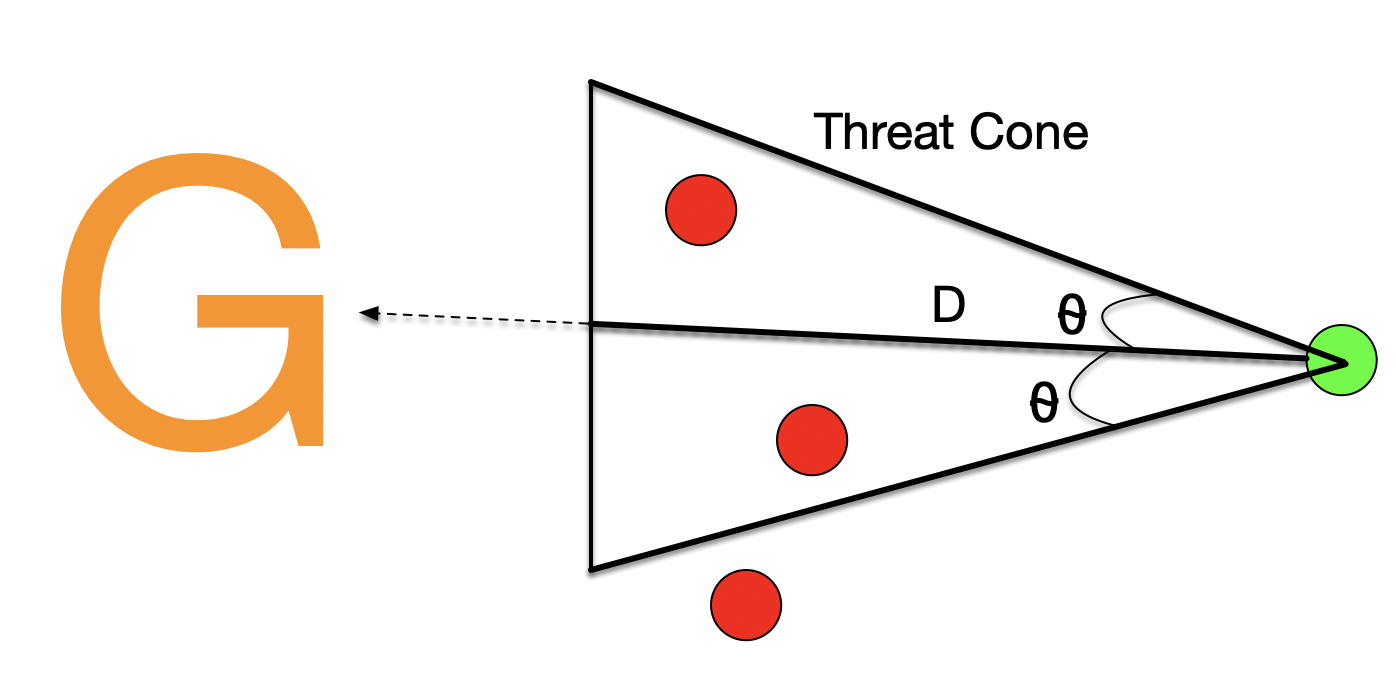 Threat Cone
G
D
θ
θ